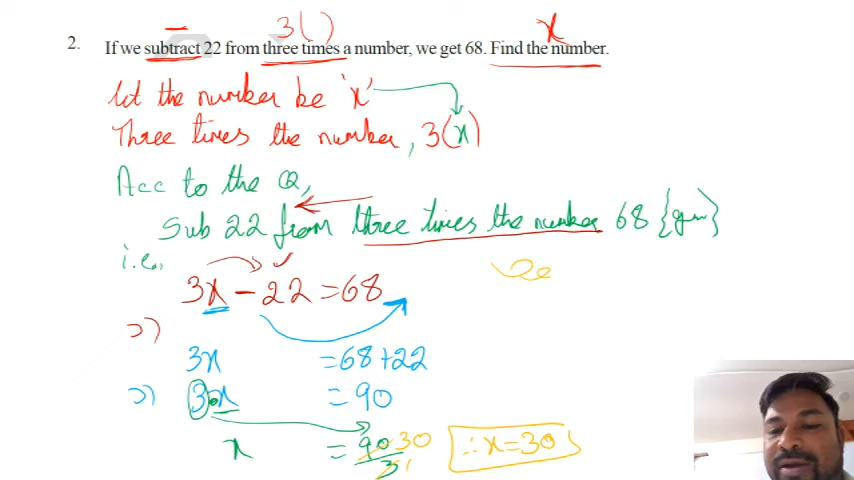 3( )
x
2. If we subtract 22 from three times a number, we get 68. Find the number.
let the number be 'x'
Three times the number, 3(x)
Acc to the Q,
Sub 22 from three times the number 68 {
i.e.,
3x - 22 = 68
=>
3x = 68+22
=> 3·x = 90
x = 90/3 30 1 ∴ x = 30